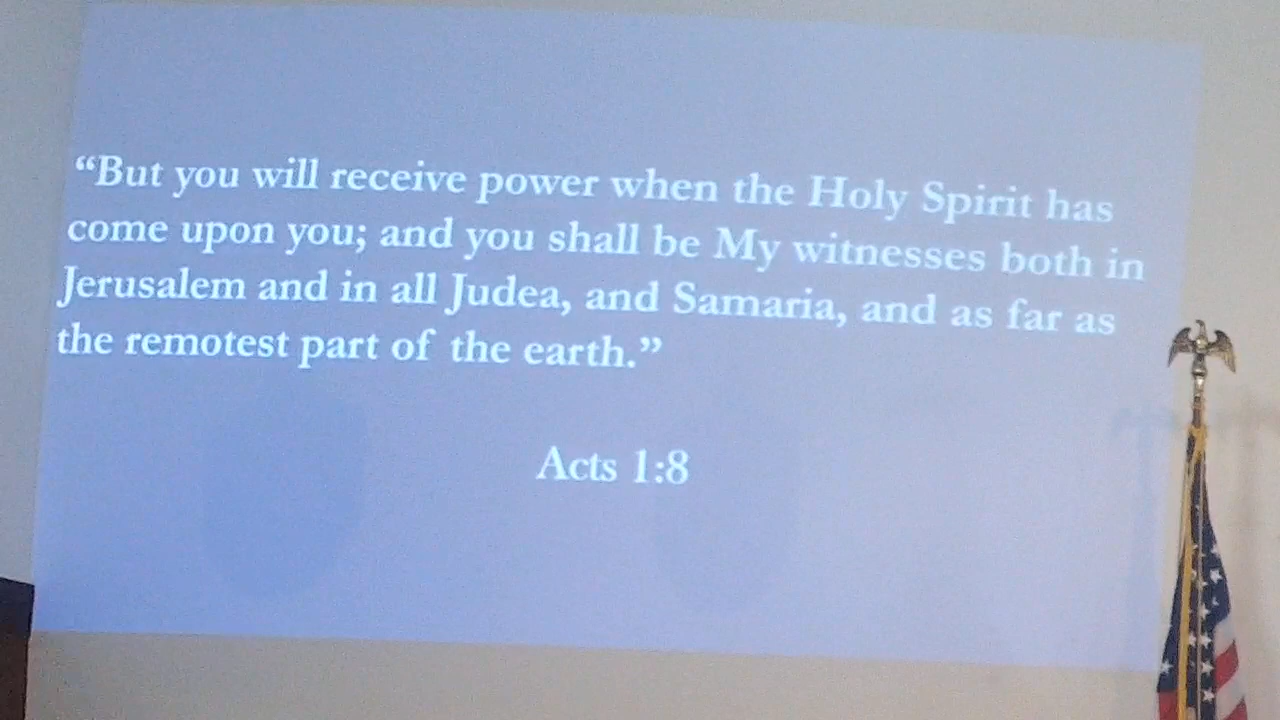 “But you will receive power when the Holy Spirit has
come upon you; and you shall be My witnesses both in
Jerusalem and in all Judea, and Samaria, and as far as
the remotest part of the earth.”
Acts 1:8